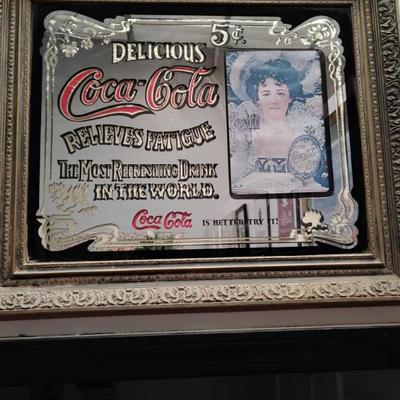 5¢
DELICIOUS
Coca-Cola
RELIEVES FATIGUE
THE MOST REFRESHING DRINK
IN THE WORLD.
Coca Cola IS BETTER. TRY IT!